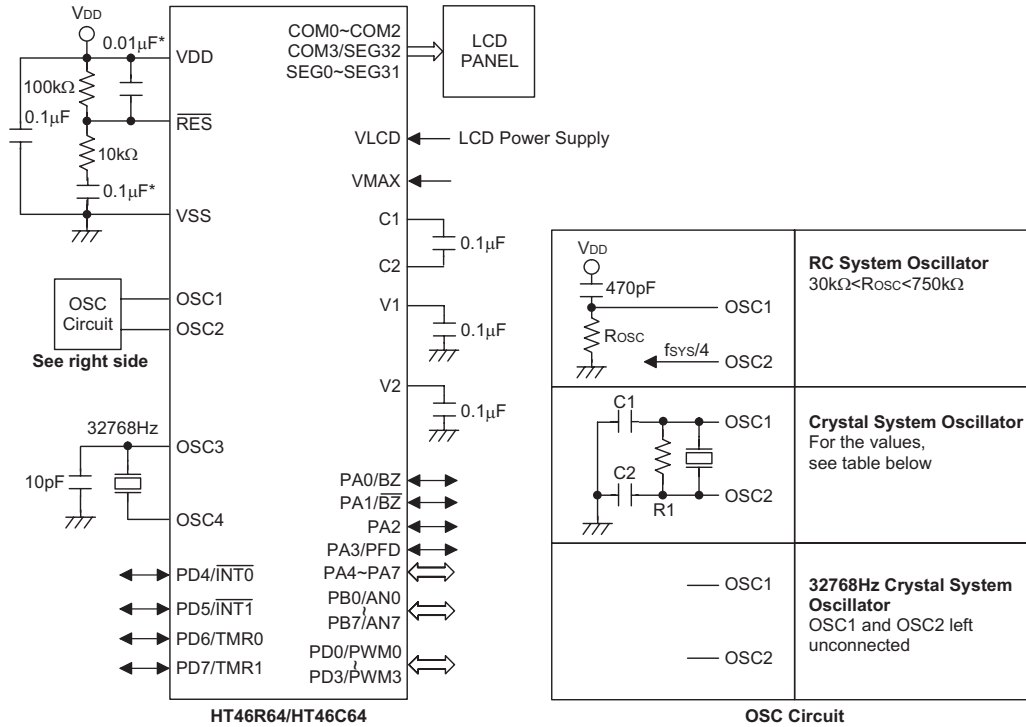 VDD
0.01µF*
VDD
100kΩ
0.1µF
RES
10kΩ
0.1µF*
VSS
OSC
Circuit
OSC1
OSC2
See right side
32768Hz
OSC3
10pF
OSC4
PD4/INT0
PD5/INT1
PD6/TMR0
PD7/TMR1
COM0~COM2
COM3/SEG32
SEG0~SEG31
LCD
PANEL
VLCD
LCD Power Supply
VMAX
C1
0.1µF
C2
V1
0.1µF
V2
0.1µF
PA0/BZ
PA1/BZ
PA2
PA3/PFD
PA4~PA7
PB0/AN0
~
PB7/AN7
PD0/PWM0
~
PD3/PWM3
HT46R64/HT46C64
VDD
470pF
OSC1
ROSC
fSYS/4
OSC2
RC System Oscillator
30kΩ<ROSC<750kΩ
C1
OSC1
C2
R1
OSC2
Crystal System Oscillator
For the values,
see table below
OSC1
OSC2
32768Hz Crystal System
Oscillator
OSC1 and OSC2 left
unconnected
OSC Circuit